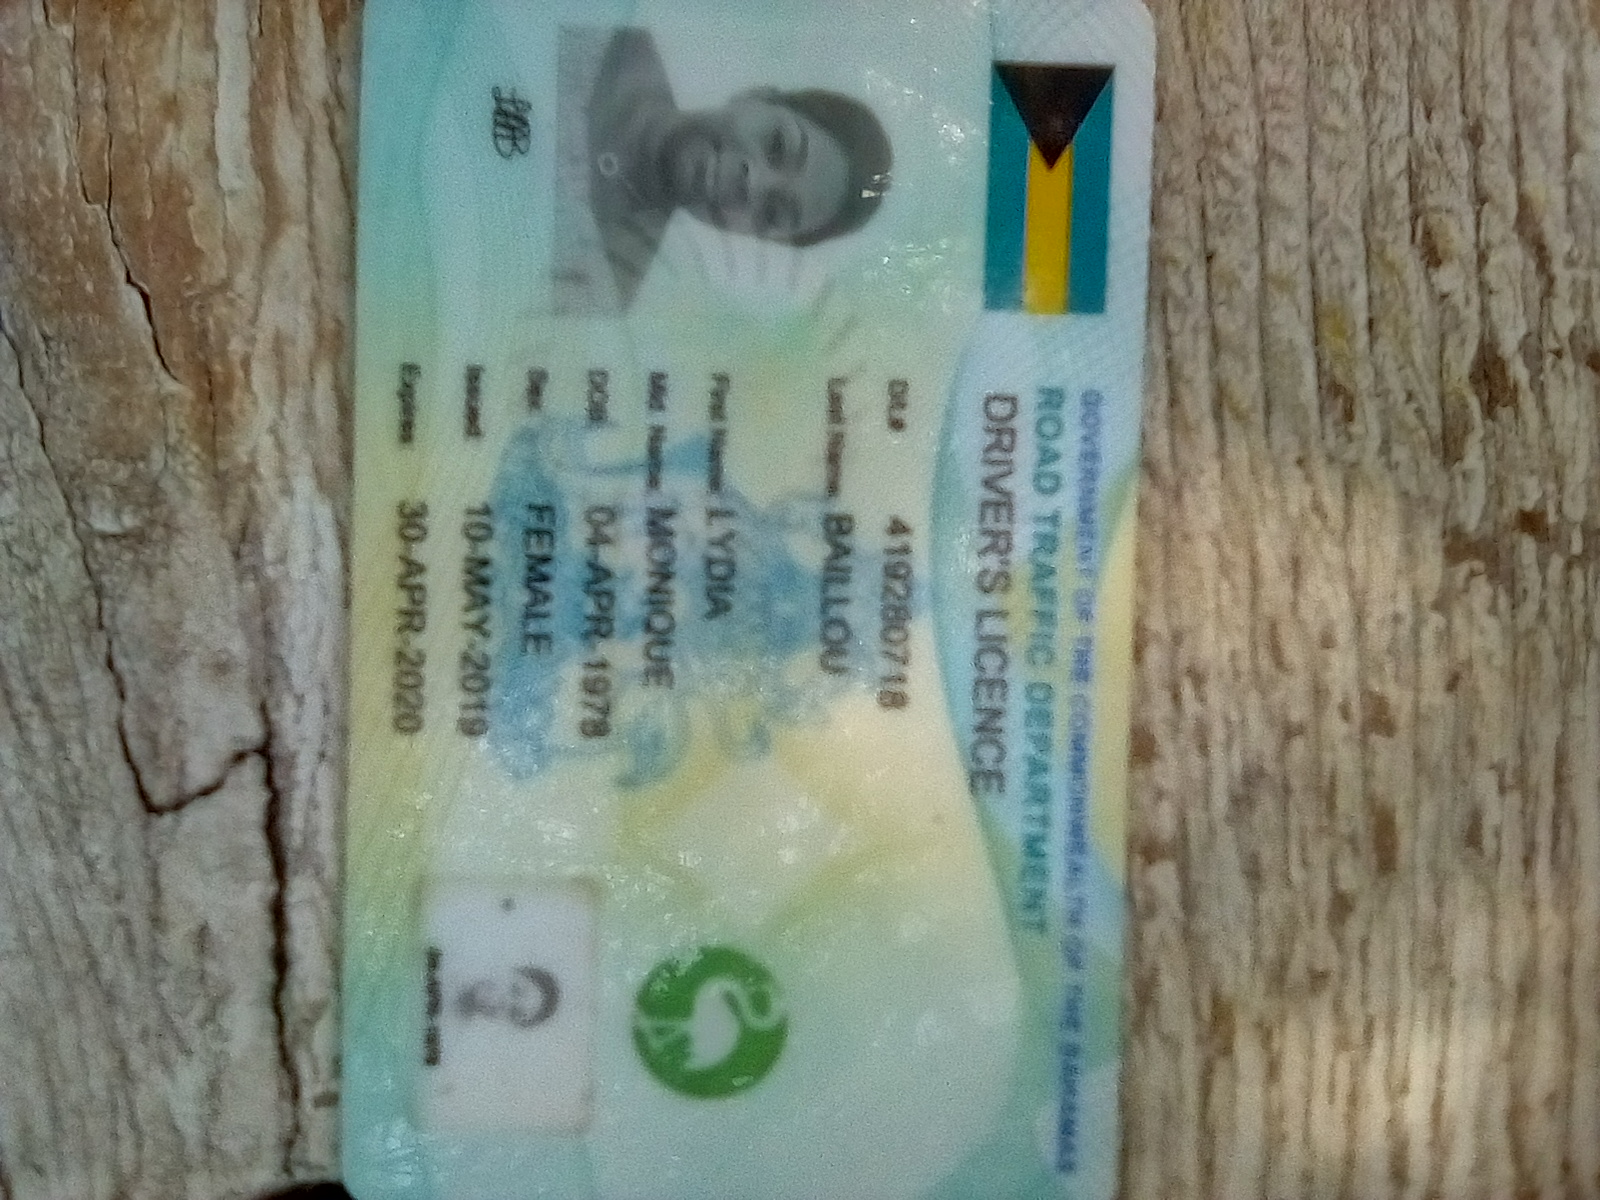 GOVERNMENT OF THE COMMONWEALTH OF THE BAHAMAS
ROAD TRAFFIC DEPARTMENT
DRIVER'S LICENCE
DL# 419280718
Last Name BAILLOU
First Name LYDIA
Mid Name MONIQUE
DOB 04-APR-1978
Sex FEMALE
Issued 10-MAY-2019
Expires 30-APR-2020